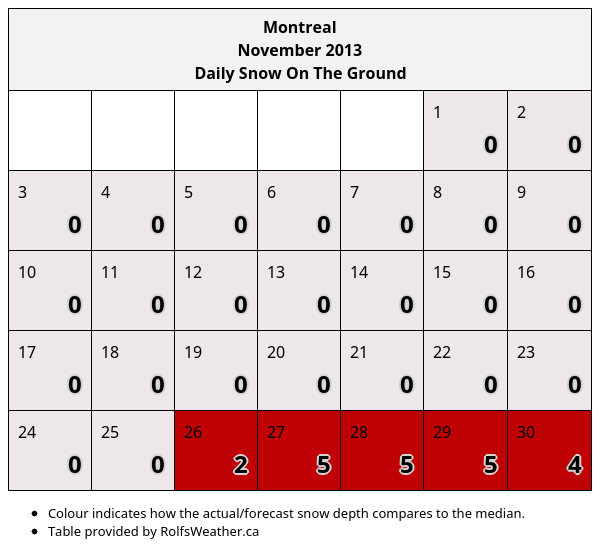 Montreal
November 2013
Daily Snow On The Ground
1 2
0 0
3 4 5 6 7 8 9
0 0 0 0 0 0 0
10 11 12 13 14 15 16
0 0 0 0 0 0 0
17 18 19 20 21 22 23
0 0 0 0 0 0 0
24 25 26 27 28 29 30
0 0 2 5 5 5 4
• Colour indicates how the actual/forecast snow depth compares to the median.
• Table provided by RolfsWeather.ca